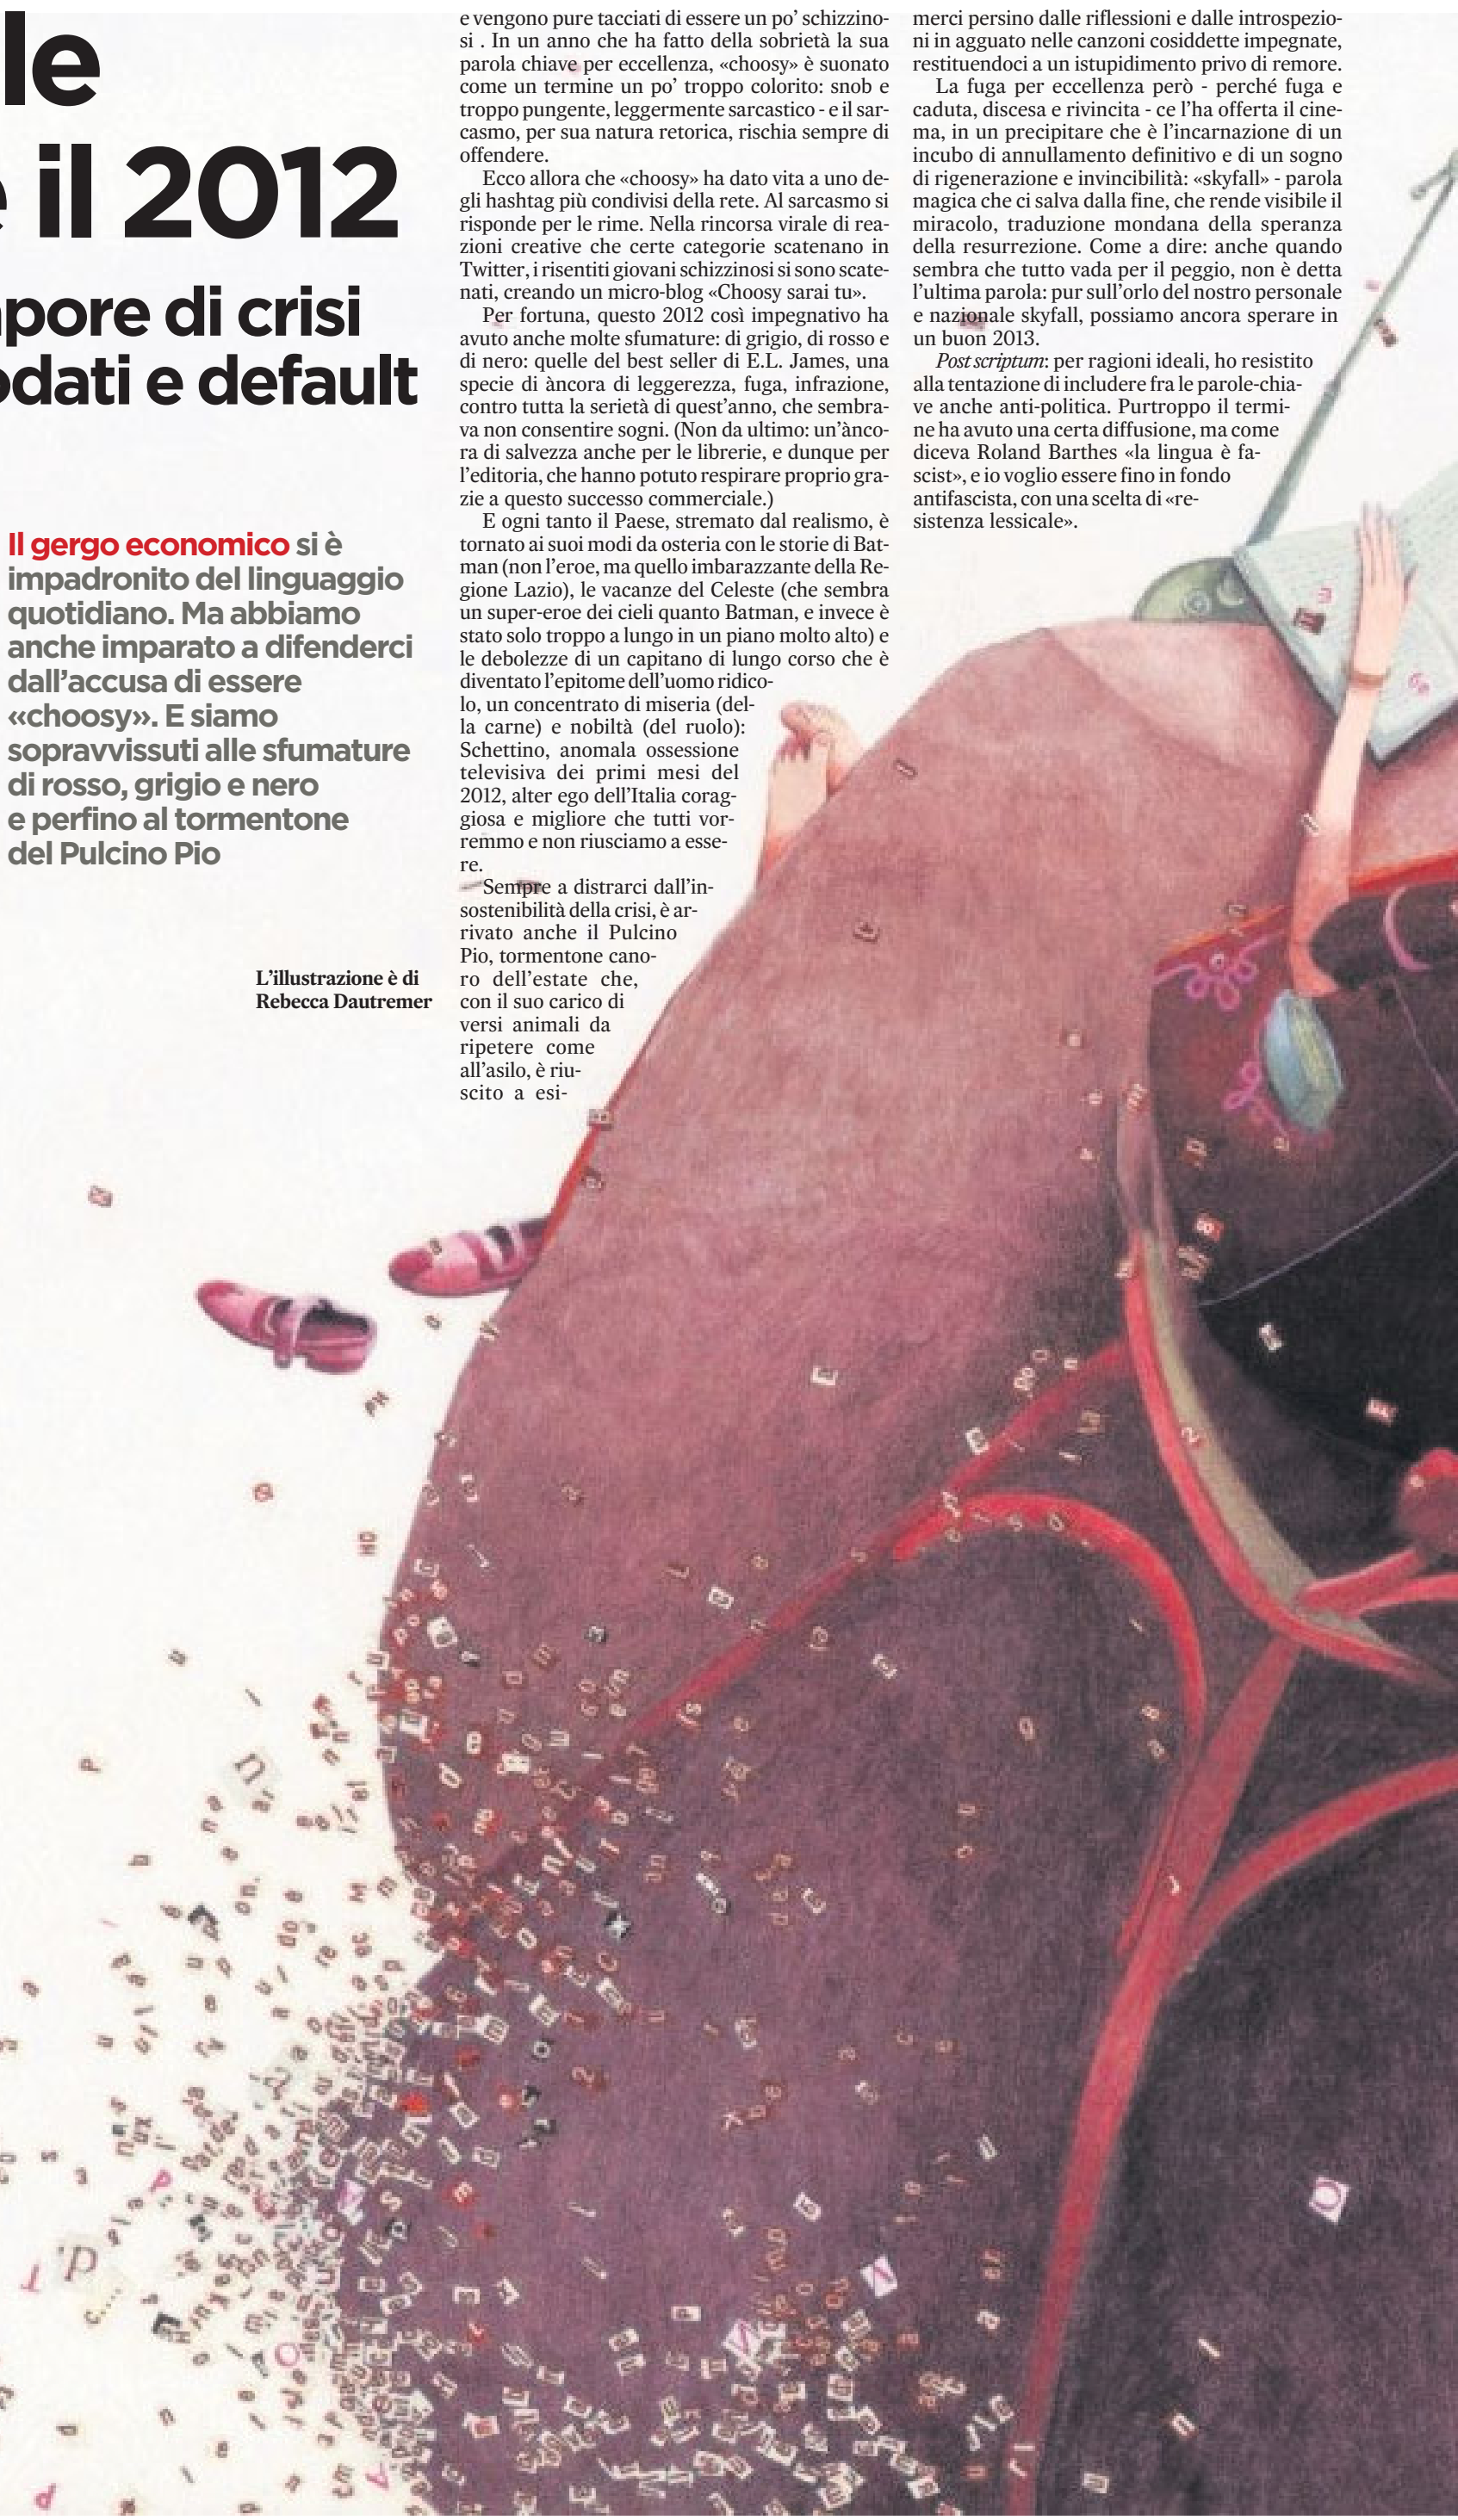 le
e il 2012
pore di crisi
odati e default
Il gergo economico si è
impadronito del linguaggio
quotidiano. Ma abbiamo
anche imparato a difenderci
dall’accusa di essere
«choosy». E siamo
sopravvissuti alle sfumature
di rosso, grigio e nero
e perfino al tormentone
del Pulcino Pio
L’illustrazione è di
Rebecca Dautremer
e vengono pure tacciati di essere un po’ schizzino-
si . In un anno che ha fatto della sobrietà la sua
parola chiave per eccellenza, «choosy» è suonato
come un termine un po’ troppo colorito: snob e
troppo pungente, leggermente sarcastico - e il sar-
casmo, per sua natura retorica, rischia sempre di
offendere.
Ecco allora che «choosy» ha dato vita a uno de-
gli hashtag più condivisi della rete. Al sarcasmo si
risponde per le rime. Nella rincorsa virale di rea-
zioni creative che certe categorie scatenano in
Twitter, i risentiti giovani schizzinosi si sono scate-
nati, creando un micro-blog «Choosy sarai tu».
Per fortuna, questo 2012 così impegnativo ha
avuto anche molte sfumature: di grigio, di rosso e
di nero: quelle del best seller di E.L. James, una
specie di àncora di leggerezza, fuga, infrazione,
contro tutta la serietà di quest’anno, che sembra-
va non consentire sogni. (Non da ultimo: un’ànco-
ra di salvezza anche per le librerie, e dunque per
l’editoria, che hanno potuto respirare proprio gra-
zie a questo successo commerciale.)
E ogni tanto il Paese, stremato dal realismo, è
tornato ai suoi modi da osteria con le storie di Bat-
man (non l’eroe, ma quello imbarazzante della Re-
gione Lazio), le vacanze del Celeste (che sembra
un super-eroe dei cieli quanto Batman, e invece è
stato solo troppo a lungo in un piano molto alto) e
le debolezze di un capitano di lungo corso che è
diventato l’epitome dell’uomo ridico-
lo, un concentrato di miseria (del-
la carne) e nobiltà (del ruolo):
Schettino, anomala ossessione
televisiva dei primi mesi del
2012, alter ego dell’Italia corag-
giosa e migliore che tutti vor-
remmo e non riusciamo a esse-
re.
Sempre a distrarci dall’in-
sostenibilità della crisi, è ar-
rivato anche il Pulcino
Pio, tormentone cano-
ro dell’estate che,
con il suo carico di
versi animali da
ripetere come
all’asilo, è riu-
scito a esi-
merci persino dalle riflessioni e dalle introspezio-
ni in agguato nelle canzoni cosiddette impegnate,
restituendoci a un istupidimento privo di remore.
La fuga per eccellenza però - perché fuga e
caduta, discesa e rivincita - ce l’ha offerta il cine-
ma, in un precipitare che è l’incarnazione di un
incubo di annullamento definitivo e di un sogno
di rigenerazione e invincibilità: «skyfall» - parola
magica che ci salva dalla fine, che rende visibile il
miracolo, traduzione mondana della speranza
della resurrezione. Come a dire: anche quando
sembra che tutto vada per il peggio, non è detta
l’ultima parola: pur sull’orlo del nostro personale
e nazionale skyfall, possiamo ancora sperare in
un buon 2013.
Post scriptum: per ragioni ideali, ho resistito
alla tentazione di includere fra le parole-chia-
ve anche anti-politica. Purtroppo il termi-
ne ha avuto una certa diffusione, ma come
diceva Roland Barthes «la lingua è fa-
scist», e io voglio essere fino in fondo
antifascista, con una scelta di «re-
sistenza lessicale».